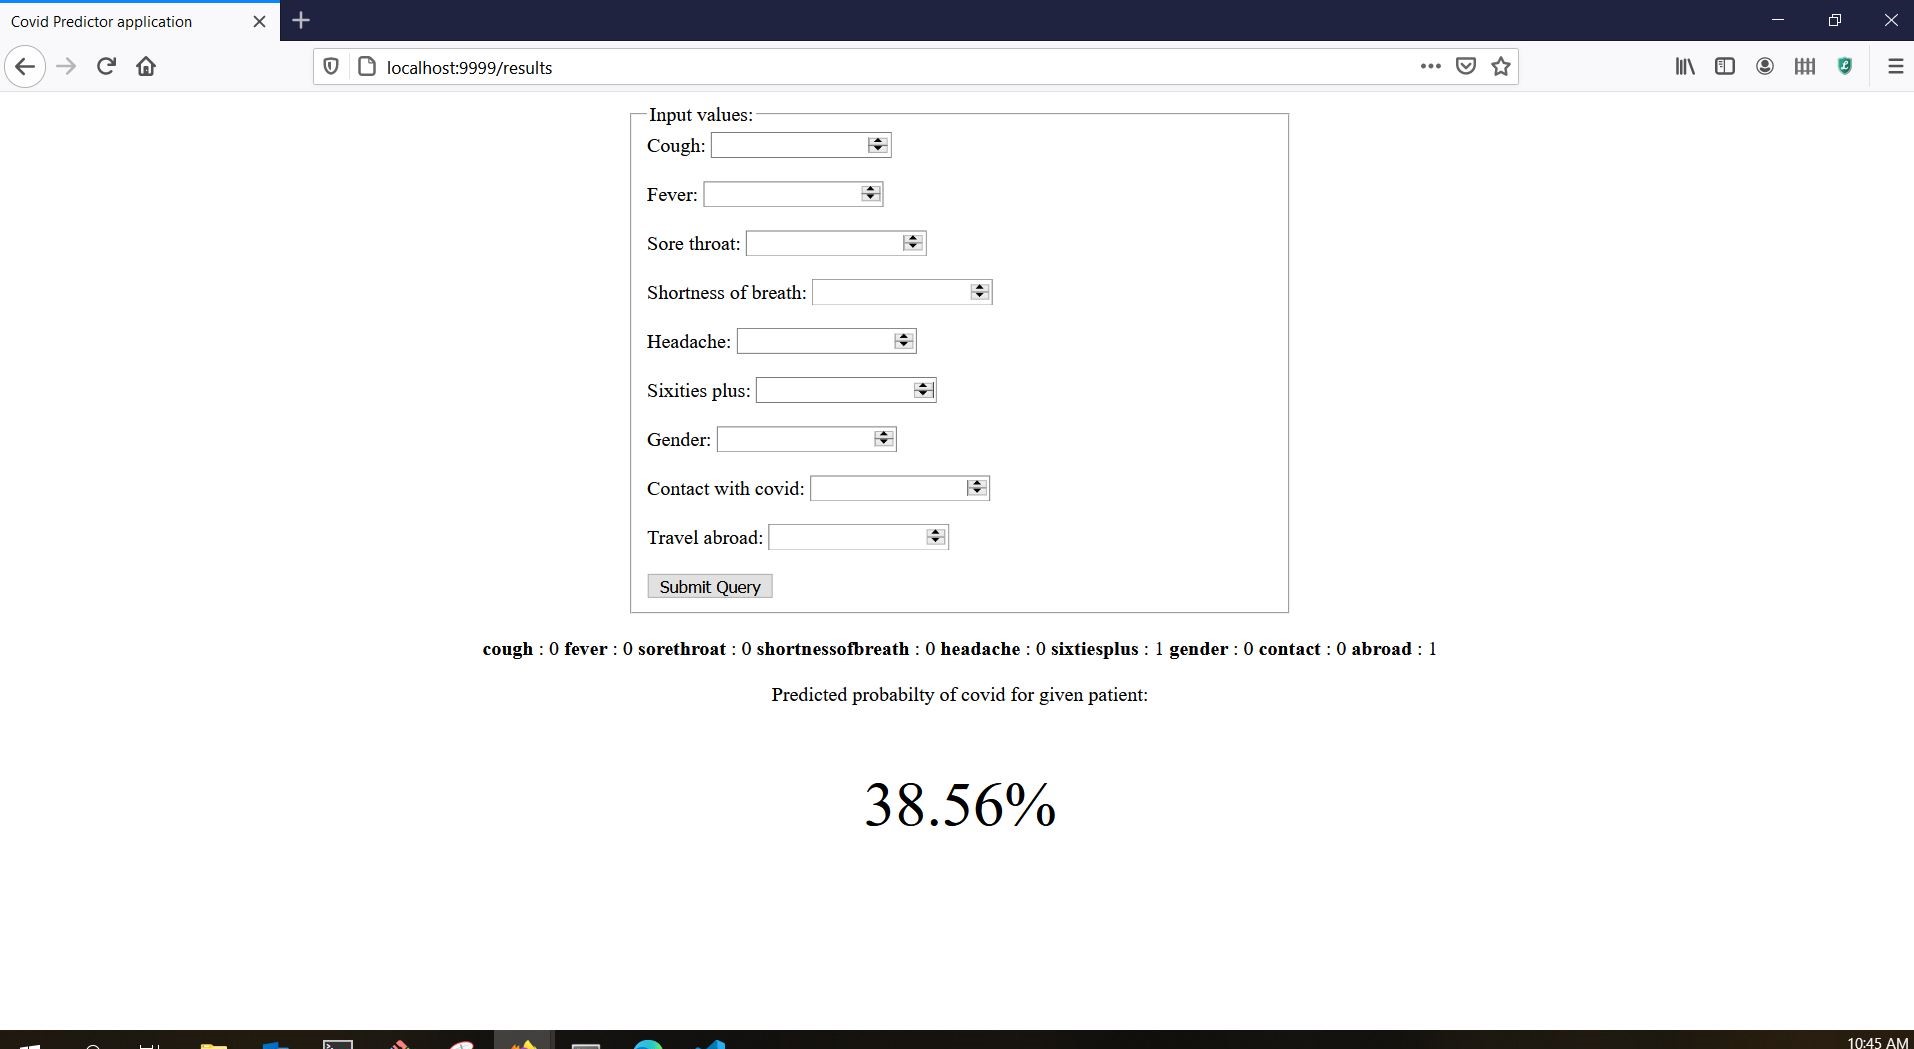 Covid Predictor application
localhost:9999/results
Input values:
Cough:
Fever:
Sore throat:
Shortness of breath:
Headache:
Sixities plus:
Gender:
Contact with covid:
Travel abroad:
Submit Query
cough : 0 fever : 0 sorethroat : 0 shortnessofbreath : 0 headache : 0 sixtiesplus : 1 gender : 0 contact : 0 abroad : 1
Predicted probabilty of covid for given patient:
38.56%
10:45 AM